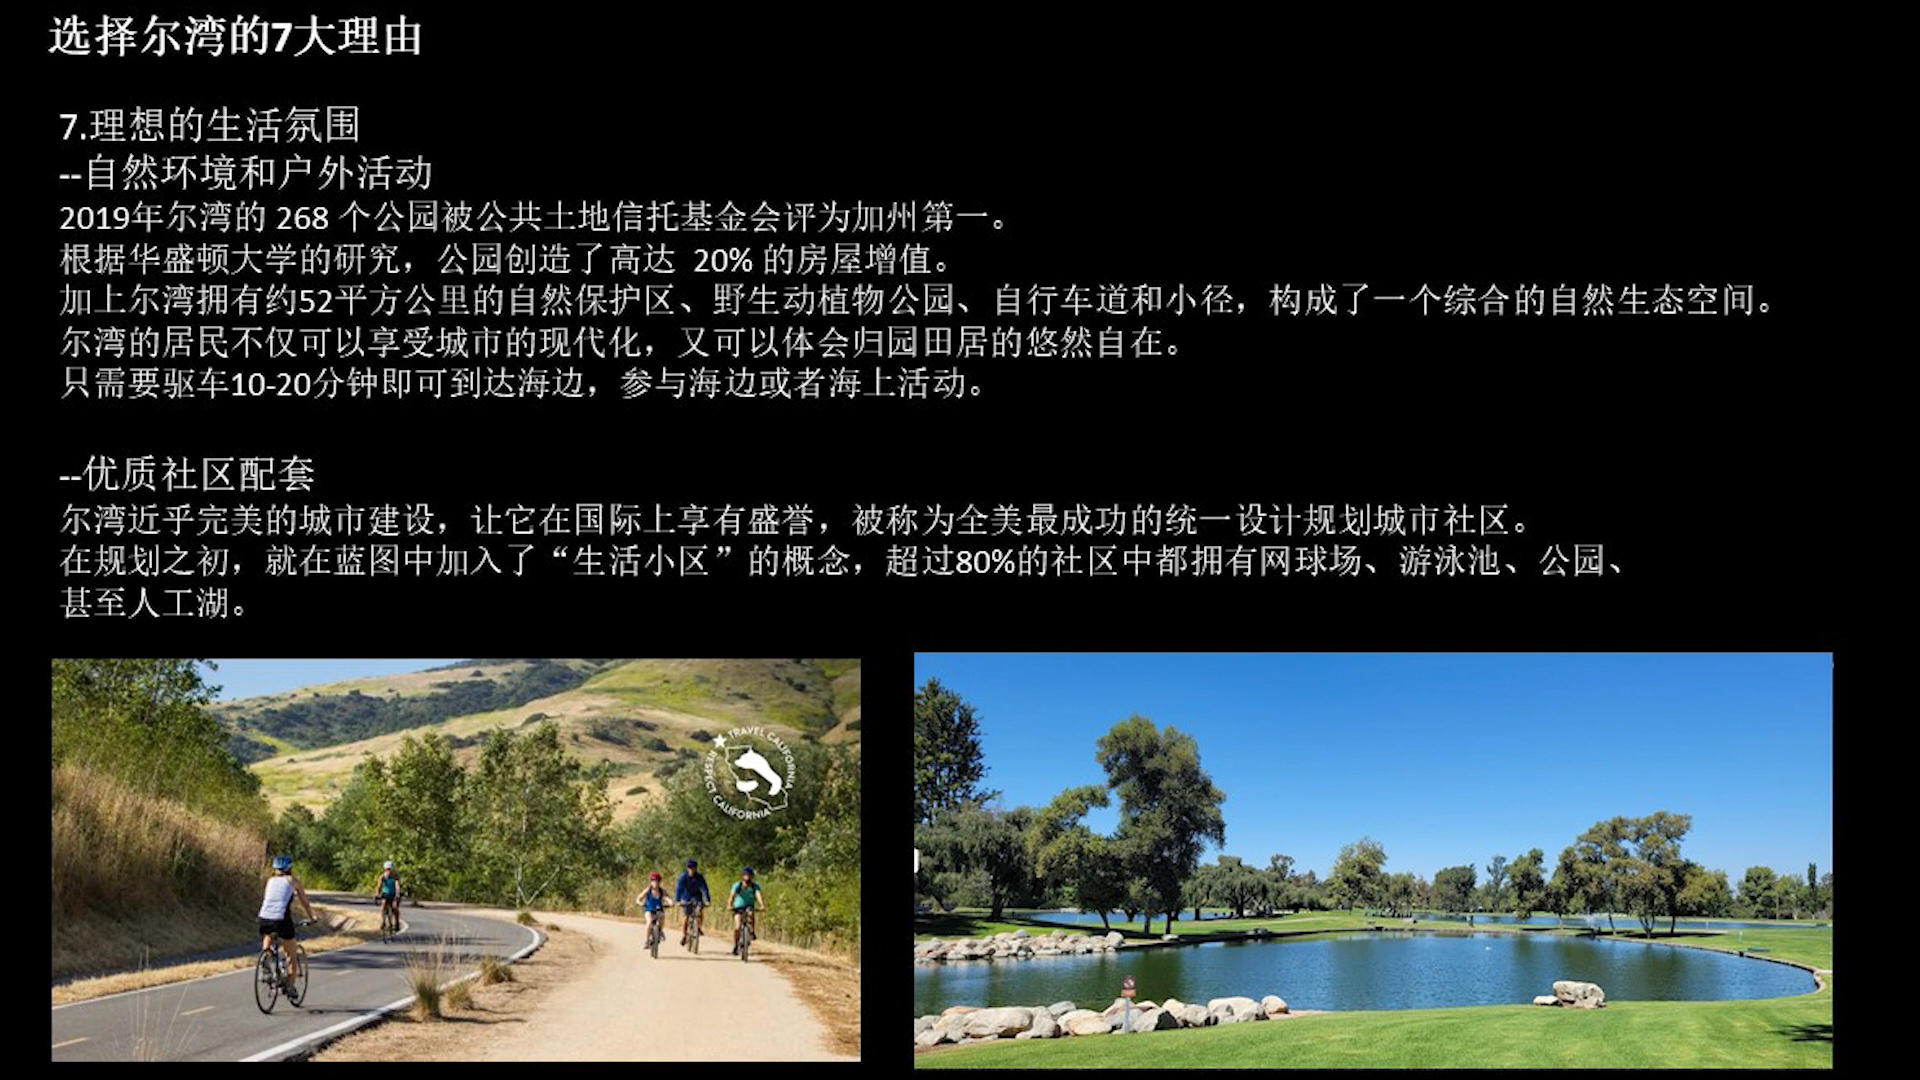 选择尔湾的7大理由
7.理想的生活氛围
--自然环境和户外活动
2019年尔湾的 268 个公园被公共土地信托基金会评为加州第一。
根据华盛顿大学的研究，公园创造了高达 20% 的房屋增值。
加上尔湾拥有约52平方公里的自然保护区、野生动植物公园、自行车道和小径，构成了一个综合的自然生态空间。
尔湾的居民不仅可以享受城市的现代化，又可以体会归园田居的悠然自在。
只需要驱车10-20分钟即可到达海边，参与海边或者海上活动。
--优质社区配套
尔湾近乎完美的城市建设，让它在国际上享有盛誉，被称为全美最成功的统一设计规划城市社区。
在规划之初，就在蓝图中加入了“生活小区”的概念，超过80%的社区中都拥有网球场、游泳池、公园、
甚至人工湖。
TRAVEL CALIFORNIA
RESPECT CALIFORNIA